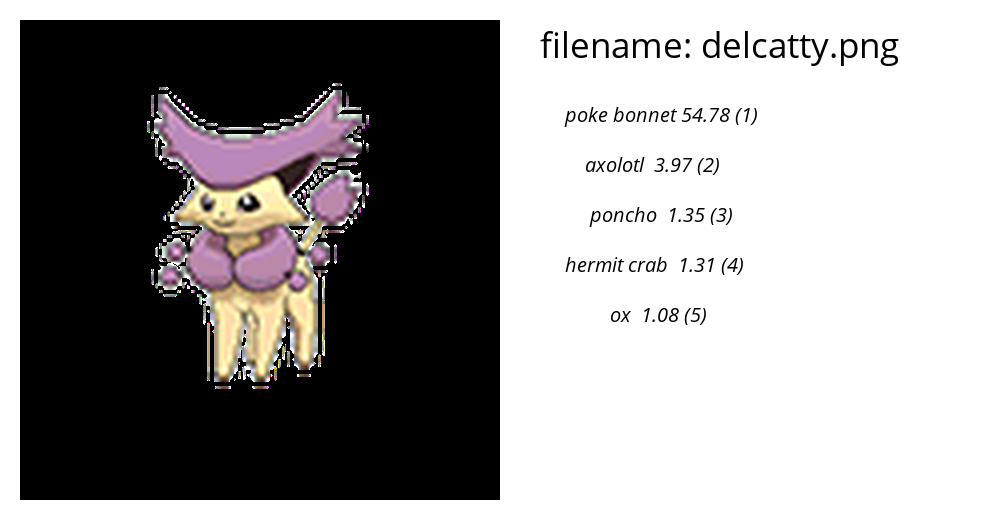 filename: delcatty.png
poke bonnet 54.78 (1)
axolotl 3.97 (2)
poncho 1.35 (3)
hermit crab 1.31 (4)
ox 1.08 (5)